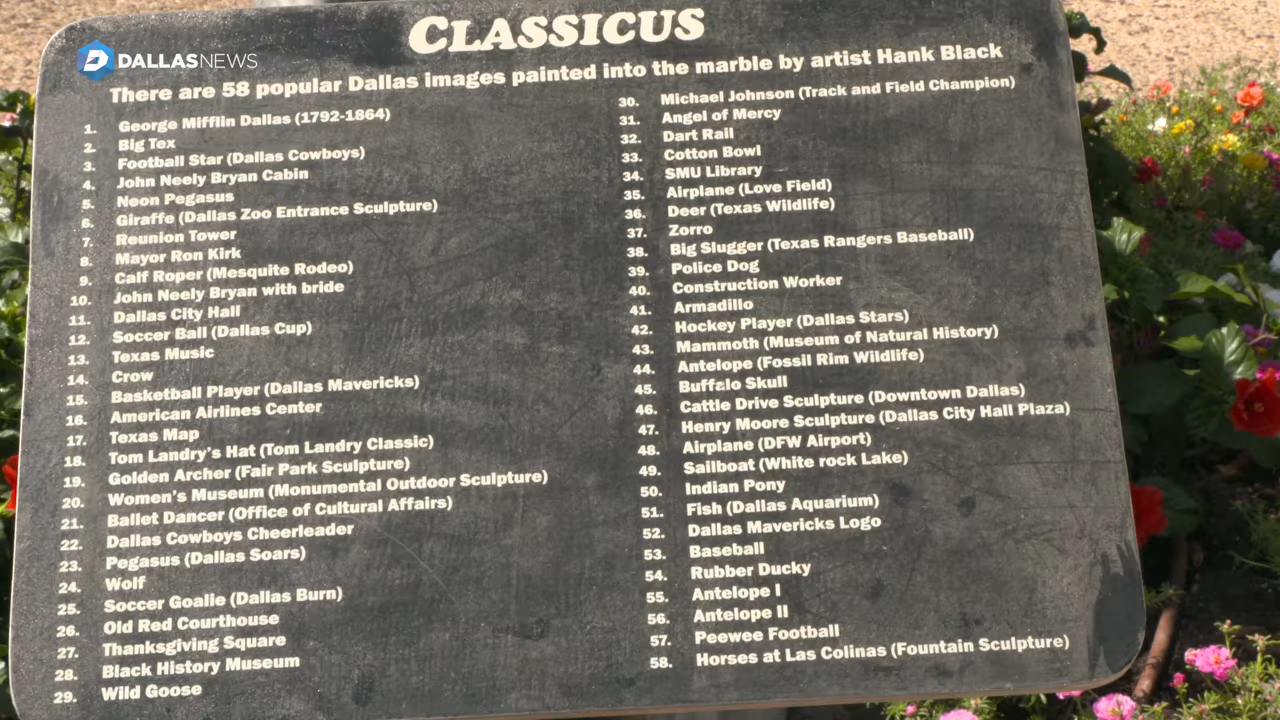 CLASSICUS
DALLASNEWS
There are 58 popular Dallas images painted into the marble by artist Hank Black
1. George Mifflin Dallas (1792-1864)
2. Big Tex
3. Football Star (Dallas Cowboys)
4. John Neely Bryan Cabin
5. Neon Pegasus
6. Giraffe (Dallas Zoo Entrance Sculpture)
7. Reunion Tower
8. Mayor Ron Kirk
9. Calf Roper (Mesquite Rodeo)
10. John Neely Bryan with bride
11. Dallas City Hall
12. Soccer Ball (Dallas Cup)
13. Texas Music
14. Crow
15. Basketball Player (Dallas Mavericks)
16. American Airlines Center
17. Texas Map
18. Tom Landry's Hat (Tom Landry Classic)
19. Golden Archer (Fair Park Sculpture)
20. Women's Museum (Monumental Outdoor Sculpture)
21. Ballet Dancer (Office of Cultural Affairs)
22. Dallas Cowboys Cheerleader
23. Pegasus (Dallas Soars)
24. Wolf
25. Soccer Goalie (Dallas Burn)
26. Old Red Courthouse
27. Thanksgiving Square
28. Black History Museum
29. Wild Goose
30. Michael Johnson (Track and Field Champion)
31. Angel of Mercy
32. Dart Rail
33. Cotton Bowl
34. SMU Library
35. Airplane (Love Field)
36. Deer (Texas Wildlife)
37. Zorro
38. Big Slugger (Texas Rangers Baseball)
39. Police Dog
40. Construction Worker
41. Armadillo
42. Hockey Player (Dallas Stars)
43. Mammoth (Museum of Natural History)
44. Antelope (Fossil Rim Wildlife)
45. Buffalo Skull
46. Cattle Drive Sculpture (Downtown Dallas)
47. Henry Moore Sculpture (Dallas City Hall Plaza)
48. Airplane (DFW Airport)
49. Sailboat (White rock Lake)
50. Indian Pony
51. Fish (Dallas Aquarium)
52. Dallas Mavericks Logo
53. Baseball
54. Rubber Ducky
55. Antelope I
56. Antelope II
57. Peewee Football
58. Horses at Las Colinas (Fountain Sculpture)